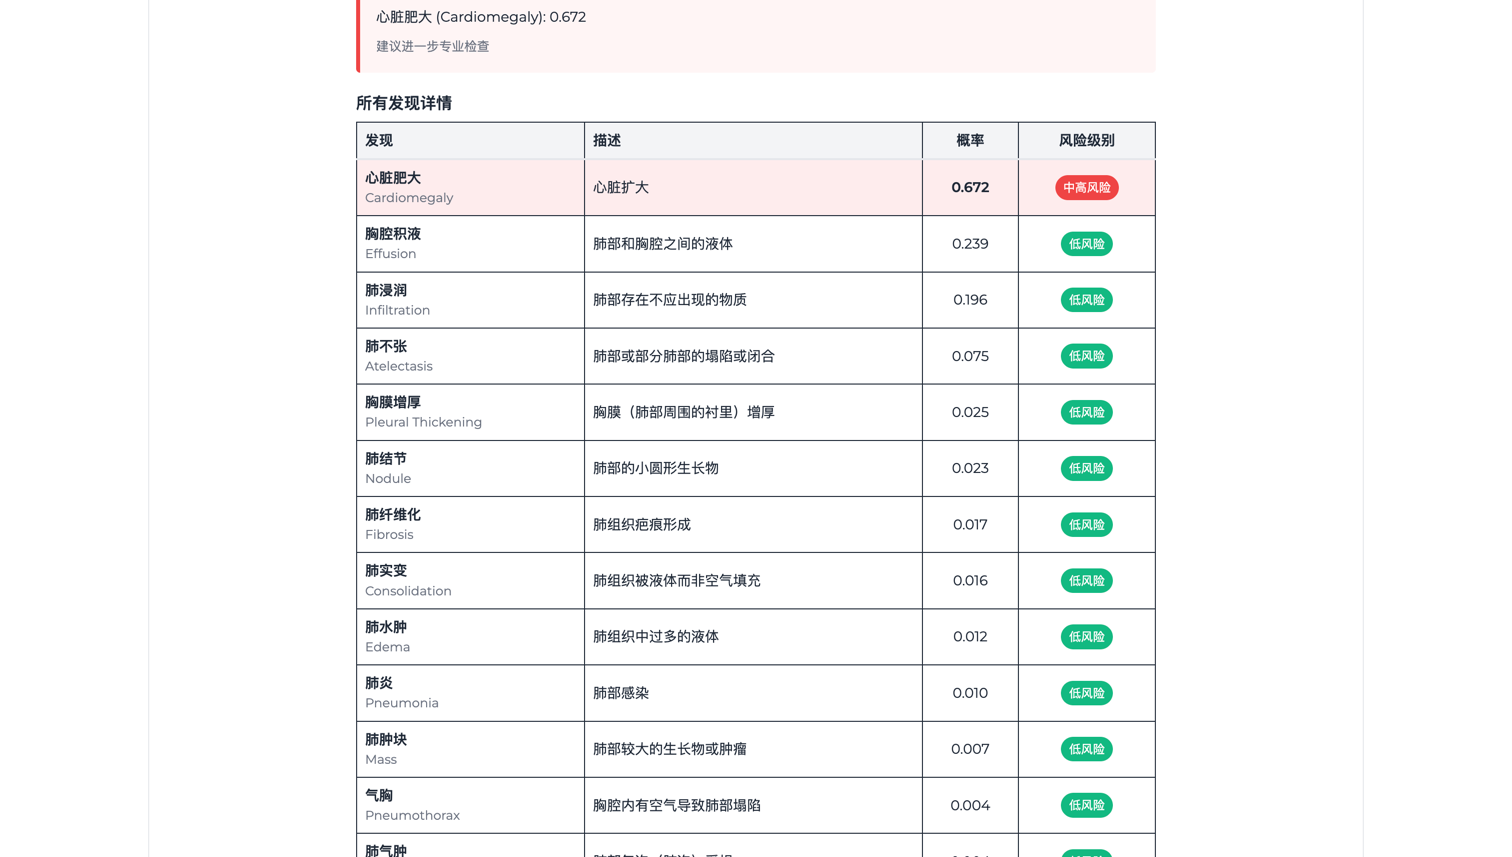 心脏肥大 (Cardiomegaly): 0.672
建议进一步专业检查
所有发现详情
发现 描述 概率 风险级别
心脏肥大
Cardiomegaly
心脏扩大 0.672 中高风险
胸腔积液
Effusion
肺部和胸腔之间的液体 0.239 低风险
肺浸润
Infiltration
肺部存在不应出现的物质 0.196 低风险
肺不张
Atelectasis
肺部或部分肺部的塌陷或闭合 0.075 低风险
胸膜增厚
Pleural Thickening
胸膜（肺部周围的衬里）增厚 0.025 低风险
肺结节
Nodule
肺部的小圆形生长物 0.023 低风险
肺纤维化
Fibrosis
肺组织疤痕形成 0.017 低风险
肺实变
Consolidation
肺组织被液体而非空气填充 0.016 低风险
肺水肿
Edema
肺组织中过多的液体 0.012 低风险
肺炎
Pneumonia
肺部感染 0.010 低风险
肺肿块
Mass
肺部较大的生长物或肿瘤 0.007 低风险
气胸
Pneumothorax
胸腔内有空气导致肺部塌陷 0.004 低风险
肺气肿